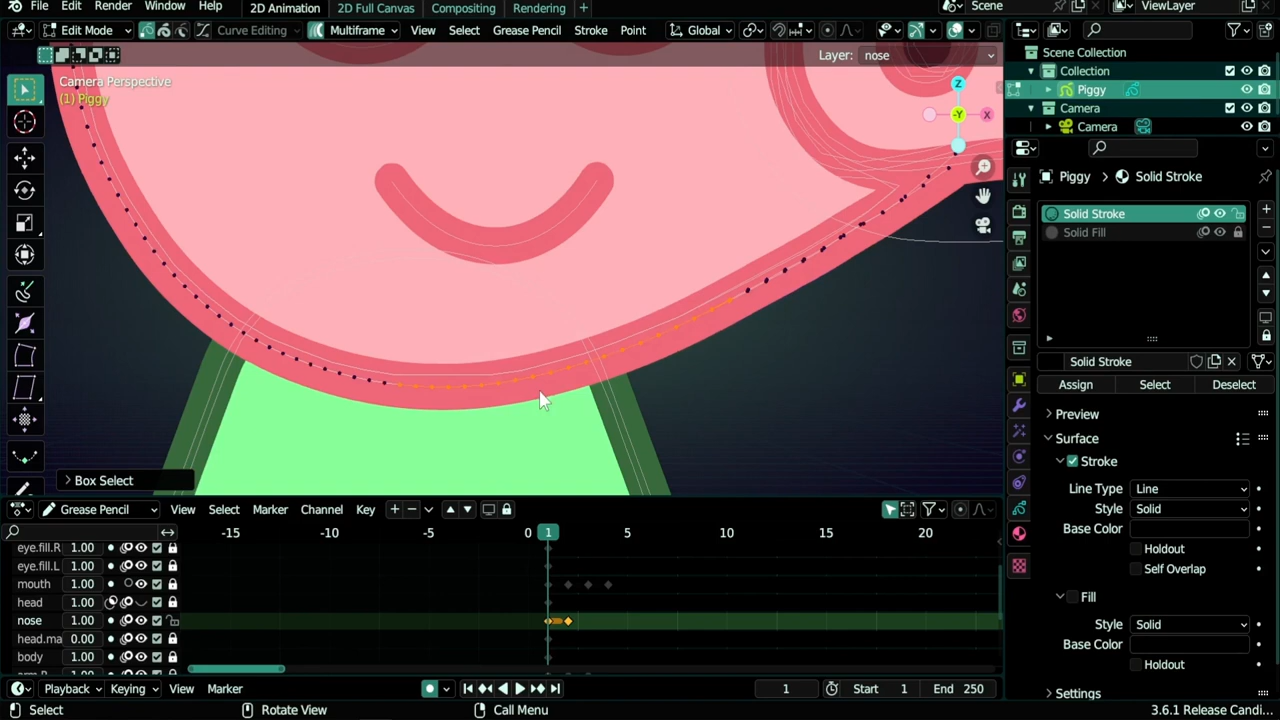 File Edit Render Window Help 2D Animation 2D Full Canvas Compositing Rendering + Scene ViewLayer
Edit Mode Curve Editing Multiframe View Select Grease Pencil Stroke Point Global
Layer: nose
Camera Perspective
(1) Piggy
Z
X
-Y
Scene Collection
Collection
Piggy
Camera
Camera
Piggy > Solid Stroke
Solid Stroke
Solid Fill
Solid Stroke
Assign Select Deselect
Preview
Surface
Stroke
Line Type Line
Style Solid
Base Color
Holdout
Self Overlap
Fill
Style Solid
Base Color
Holdout
Settings
> Box Select
Grease Pencil View Select Marker Channel Key
-15 -10 -5 0 1 5 10 15 20
eye.fill.R 1.00
eye.fill.L 1.00
mouth 1.00
head 1.00
nose 1.00
head.ma 0.00
body 1.00
Playback Keying View Marker 1 Start 1 End 250
Select Rotate View Call Menu 3.6.1 Release Candi...